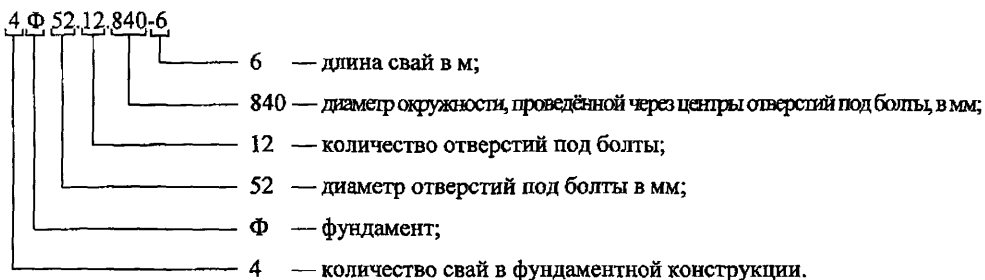 4 Ф 52.12.840-6
6 — длина свай в м;
840 — диаметр окружности, проведённой через центры отверстий под болты, в мм;
12 — количество отверстий под болты;
52 — диаметр отверстий под болты в мм;
Ф — фундамент;
4 — количество свай в фундаментной конструкции.